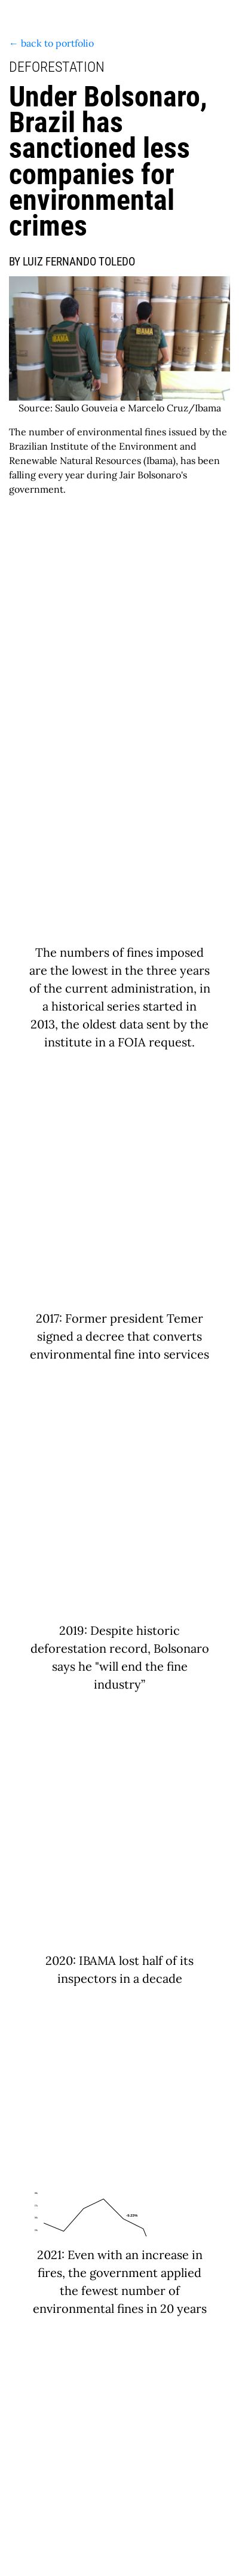 ← back to portfolio
DEFORESTATION
Under Bolsonaro,
Brazil has
sanctioned less
companies for
environmental
crimes
BY LUIZ FERNANDO TOLEDO
IBAMA
IBAMA
Source: Saulo Gouveia e Marcelo Cruz/Ibama
The number of environmental fines issued by the
Brazilian Institute of the Environment and
Renewable Natural Resources (Ibama), has been
falling every year during Jair Bolsonaro's
government.
The numbers of fines imposed
are the lowest in the three years
of the current administration, in
a historical series started in
2013, the oldest data sent by the
institute in a FOIA request.
2017: Former president Temer
signed a decree that converts
environmental fine into services
2019: Despite historic
deforestation record, Bolsonaro
says he "will end the fine
industry”
2020: IBAMA lost half of its
inspectors in a decade
2021: Even with an increase in
fires, the government applied
the fewest number of
environmental fines in 20 years